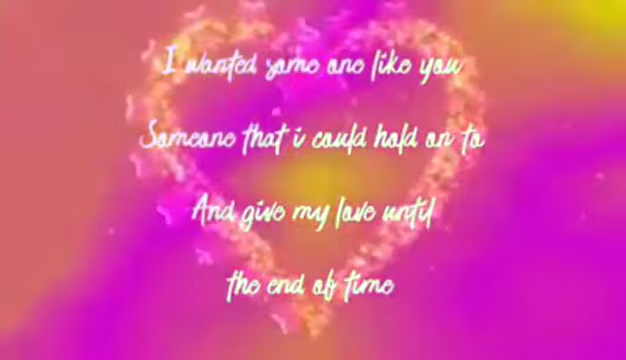 I wanted some one like you
Someone that i could hold on to
And give my love until
the end of time